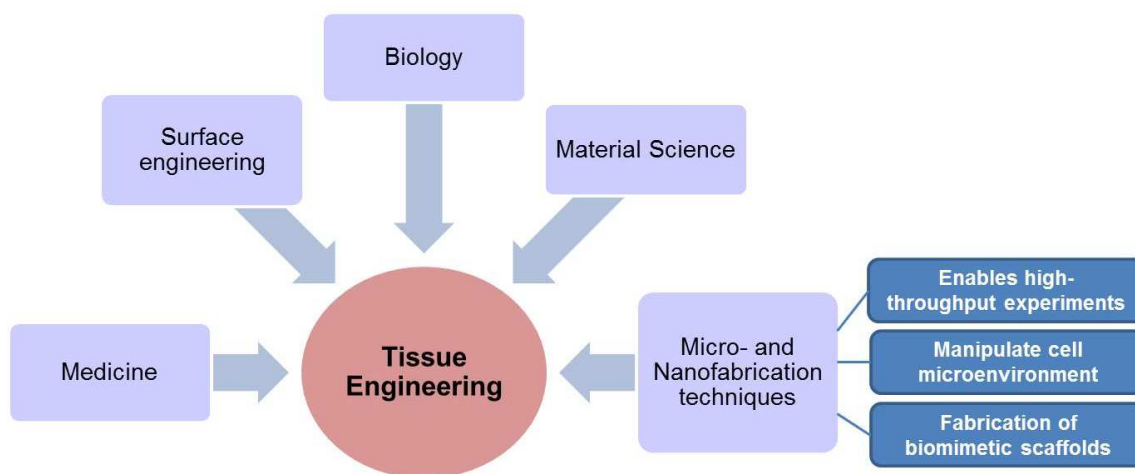 Biology
Surface
engineering
Material Science
Medicine
Tissue
Engineering
Micro- and
Nanofabrication
techniques
Enables high-
throughput experiments
Manipulate cell
microenvironment
Fabrication of
biomimetic scaffolds